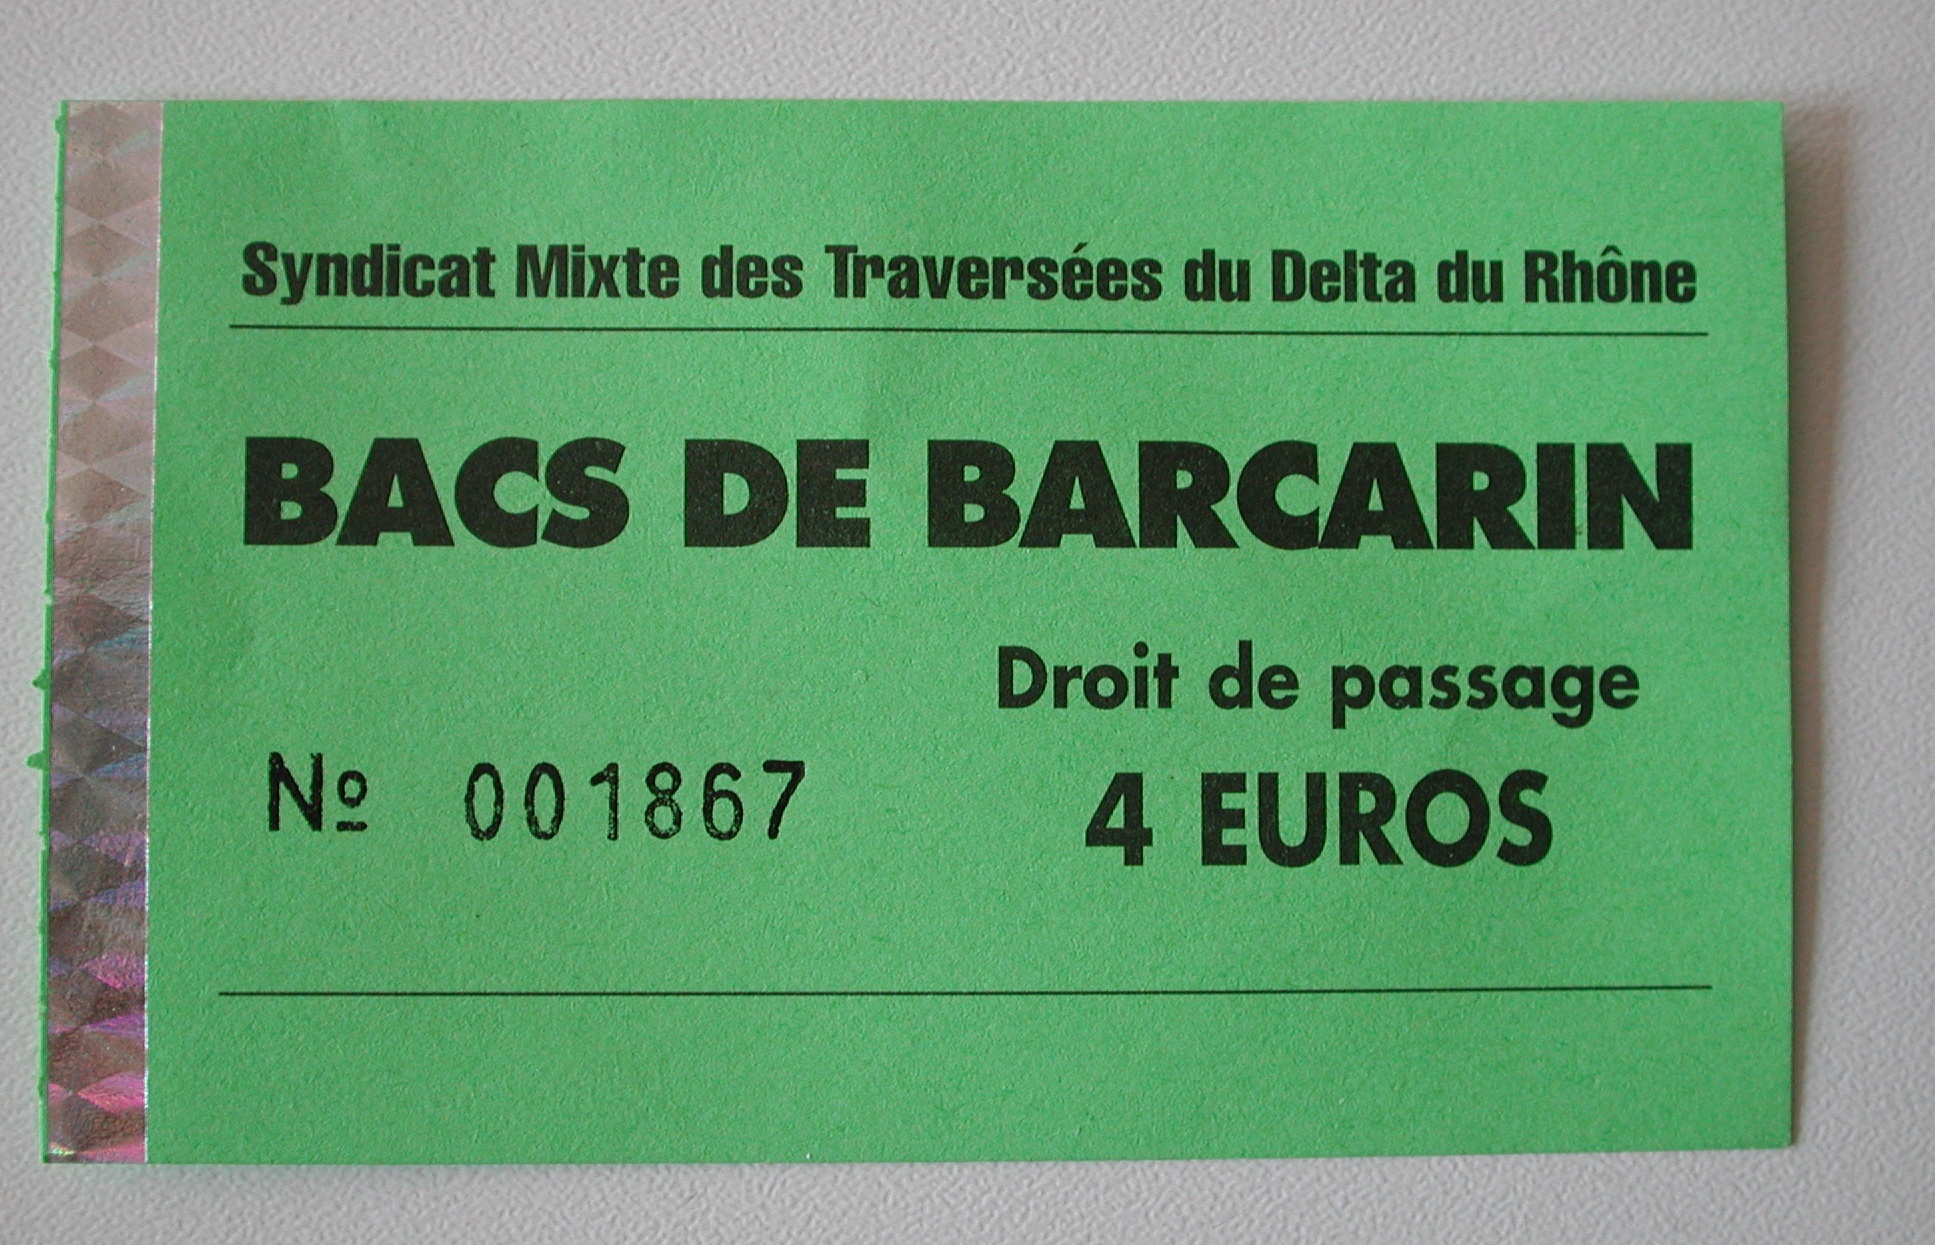 Syndicat Mixte des Traversées du Delta du Rhône
BACS DE BARCARIN
Droit de passage
Nº 001867
4 EUROS